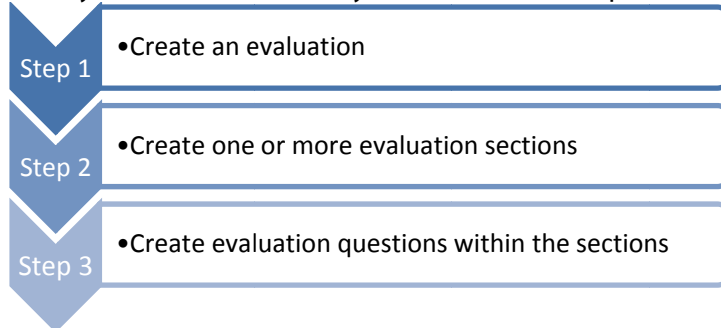 Step 1
•Create an evaluation
Step 2
•Create one or more evaluation sections
Step 3
•Create evaluation questions within the sections